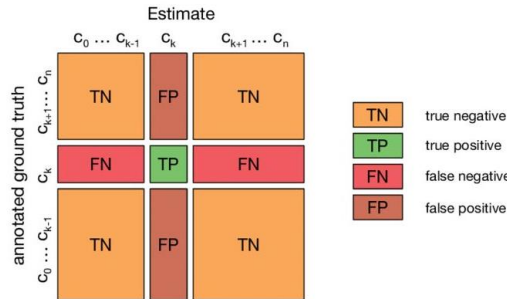 Estimate
c0 … ck-1 ck ck+1 … cn
annotated ground truth
ck+1 … cn
ck
c0 … ck-1
TN FP TN
FN TP FN
TN FP TN
TN true negative
TP true positive
FN false negative
FP false positive